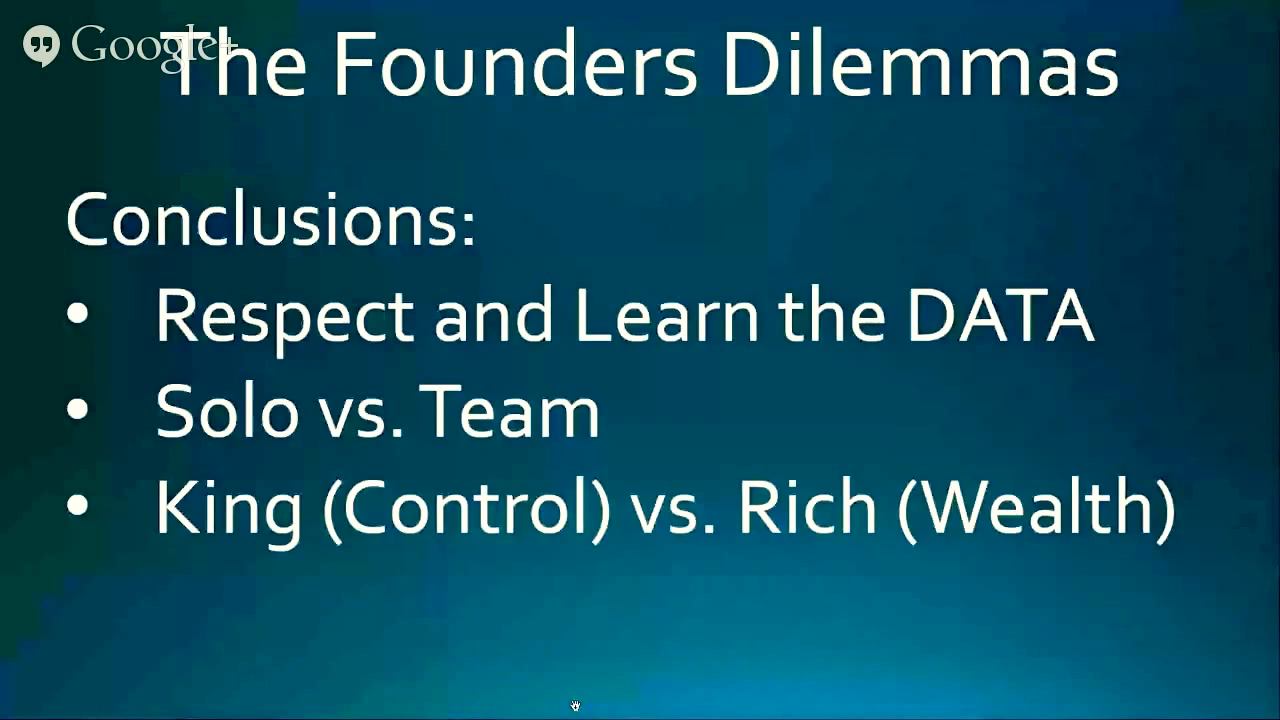 Google+
The Founders Dilemmas
Conclusions:
• Respect and Learn the DATA
• Solo vs. Team
• King (Control) vs. Rich (Wealth)